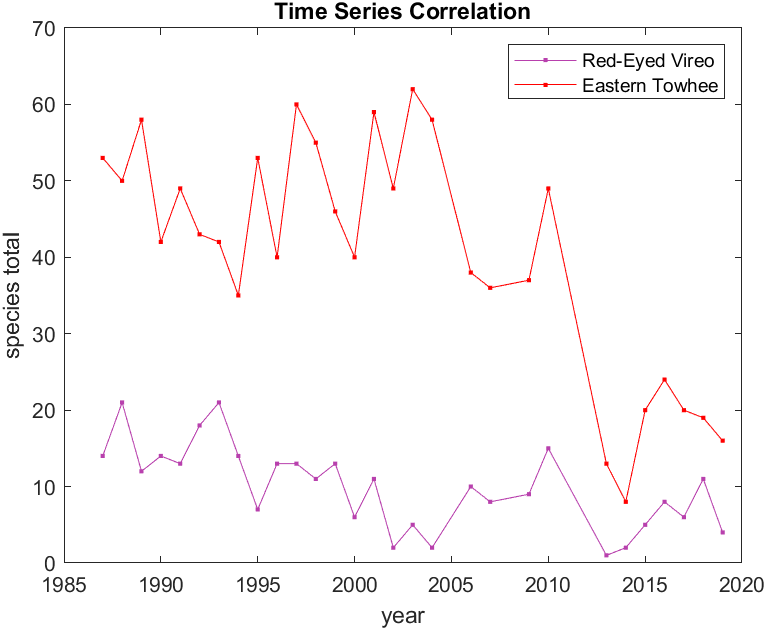 Time Series Correlation
70
60
50
40
30
20
10
0
species total
Red-Eyed Vireo
Eastern Towhee
1985 1990 1995 2000 2005 2010 2015 2020
year